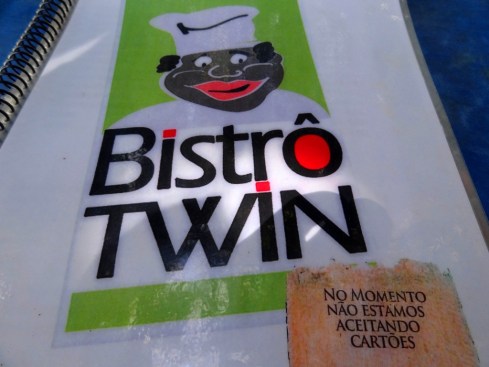 Bistrô
TWIN
NO MOMENTO
NÃO ESTAMOS
ACEITANDO
CARTÕES